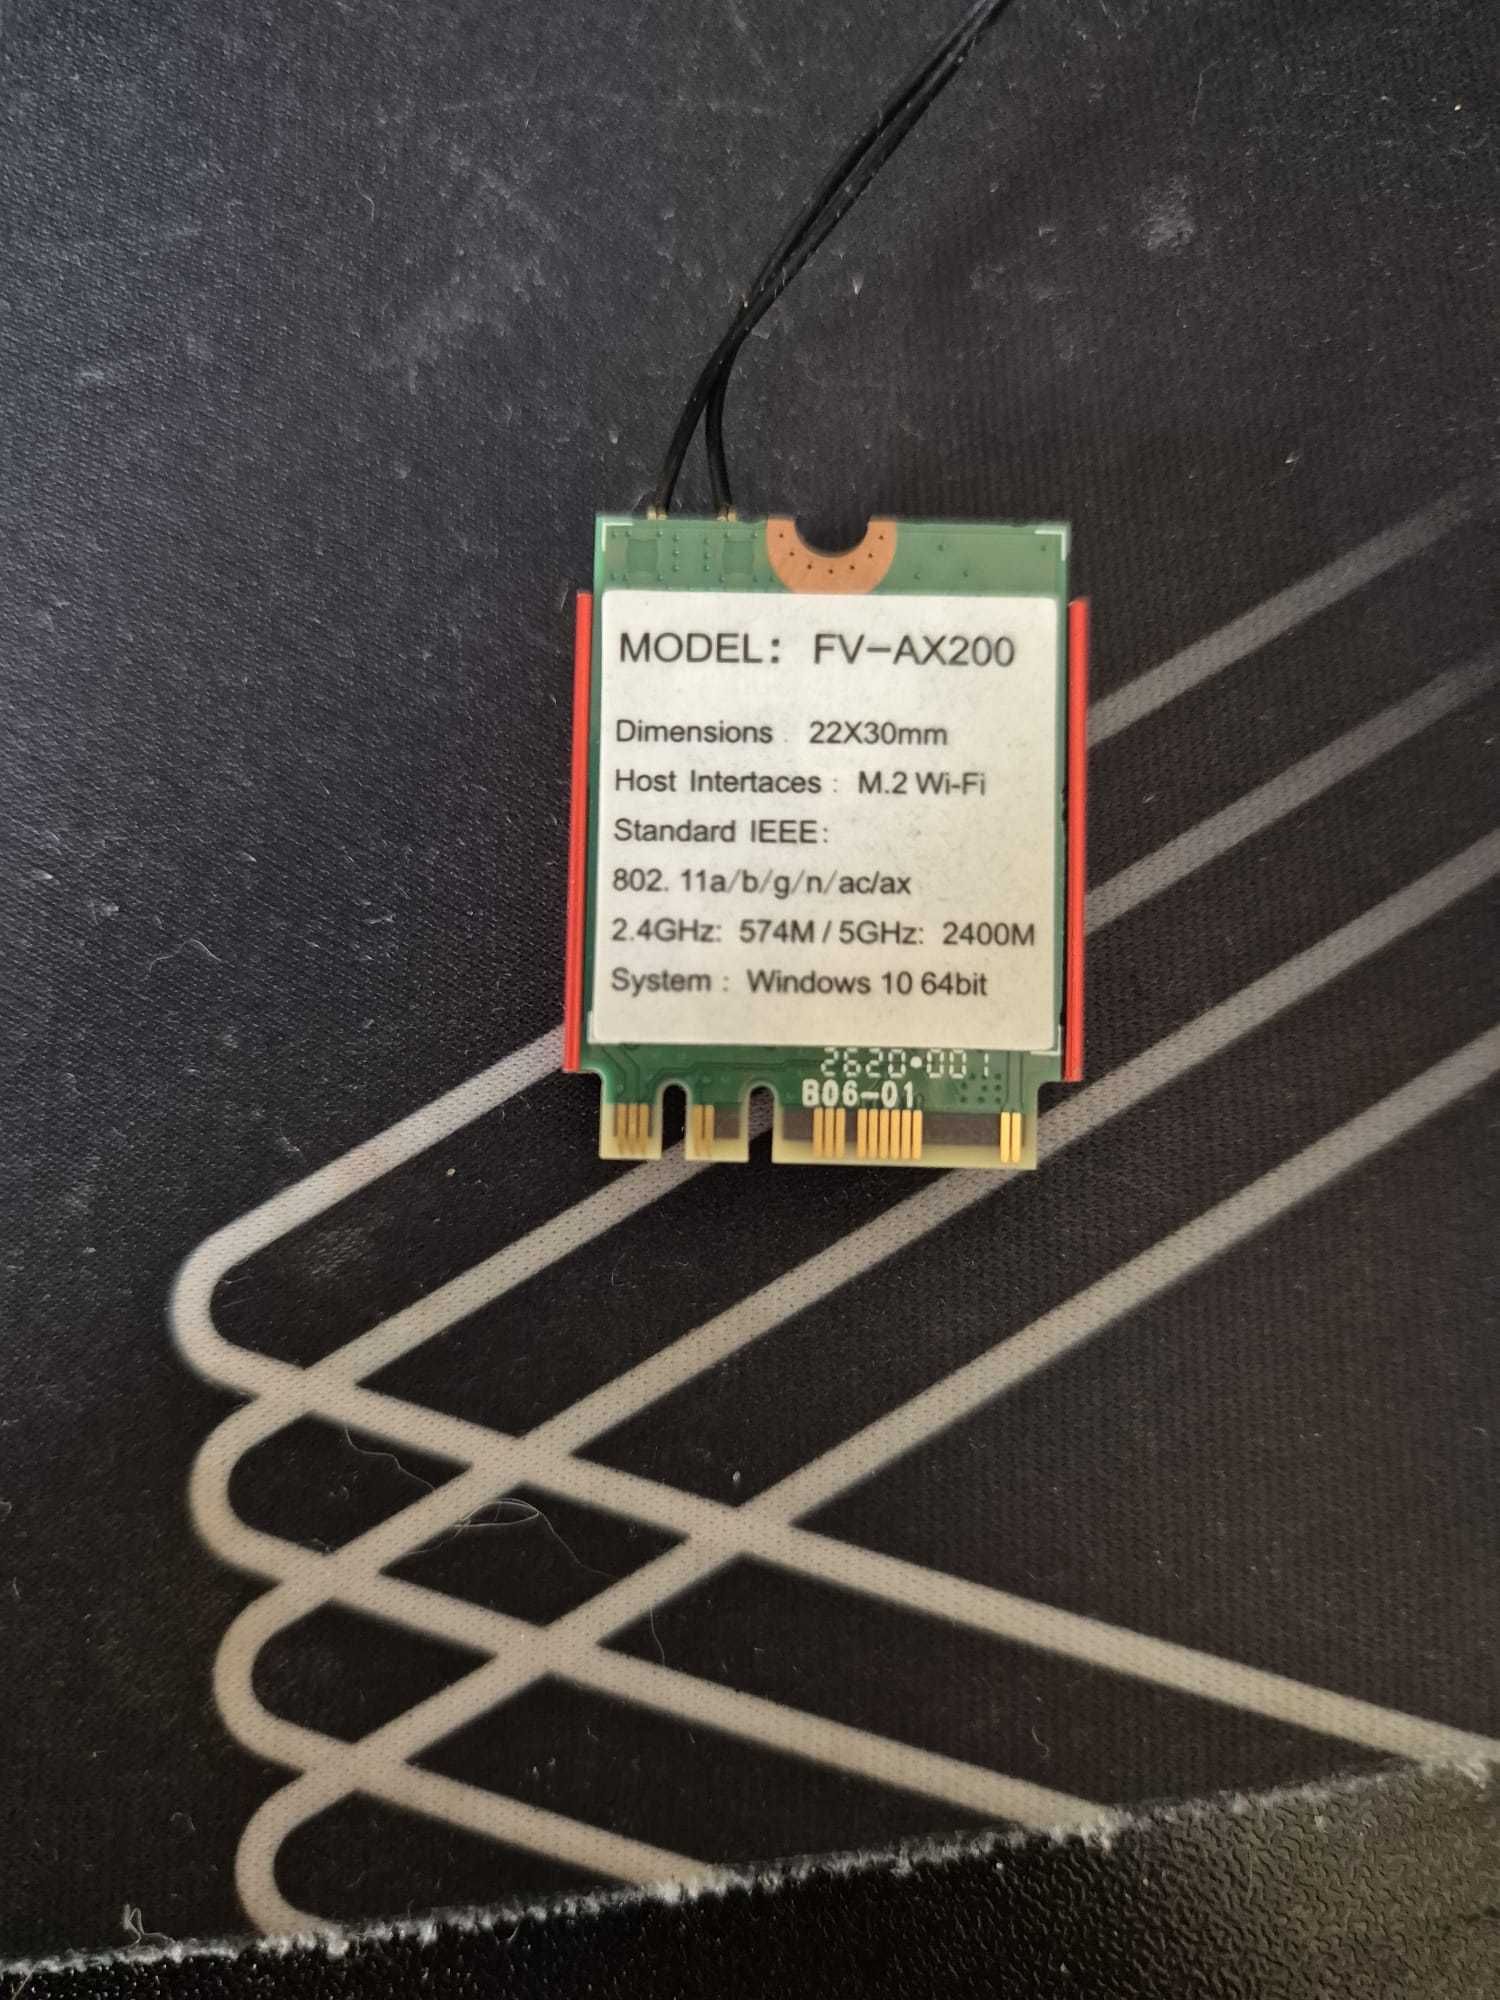 MODEL: FV-AX200
Dimensions : 22X30mm
Host Intertaces : M.2 Wi-Fi
Standard IEEE:
802. 11a/b/g/n/ac/ax
2.4GHz: 574M / 5GHz: 2400M
System : Windows 10 64bit
2620•001
B06-01